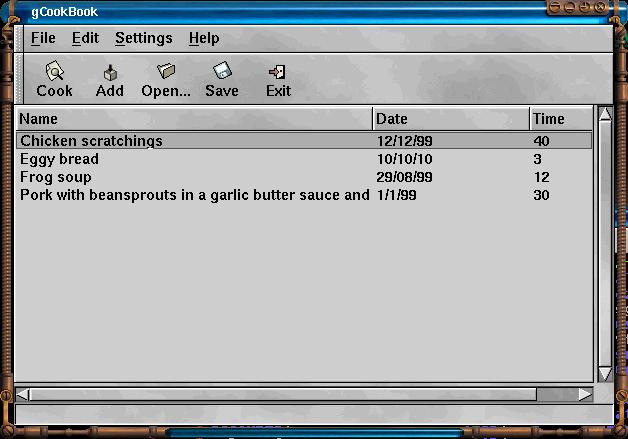 gCookBook
File Edit Settings Help
Cook Add Open... Save Exit
Name Date Time
Chicken scratchings 12/12/99 40
Eggy bread 10/10/10 3
Frog soup 29/08/99 12
Pork with beansprouts in a garlic butter sauce and 1/1/99 30